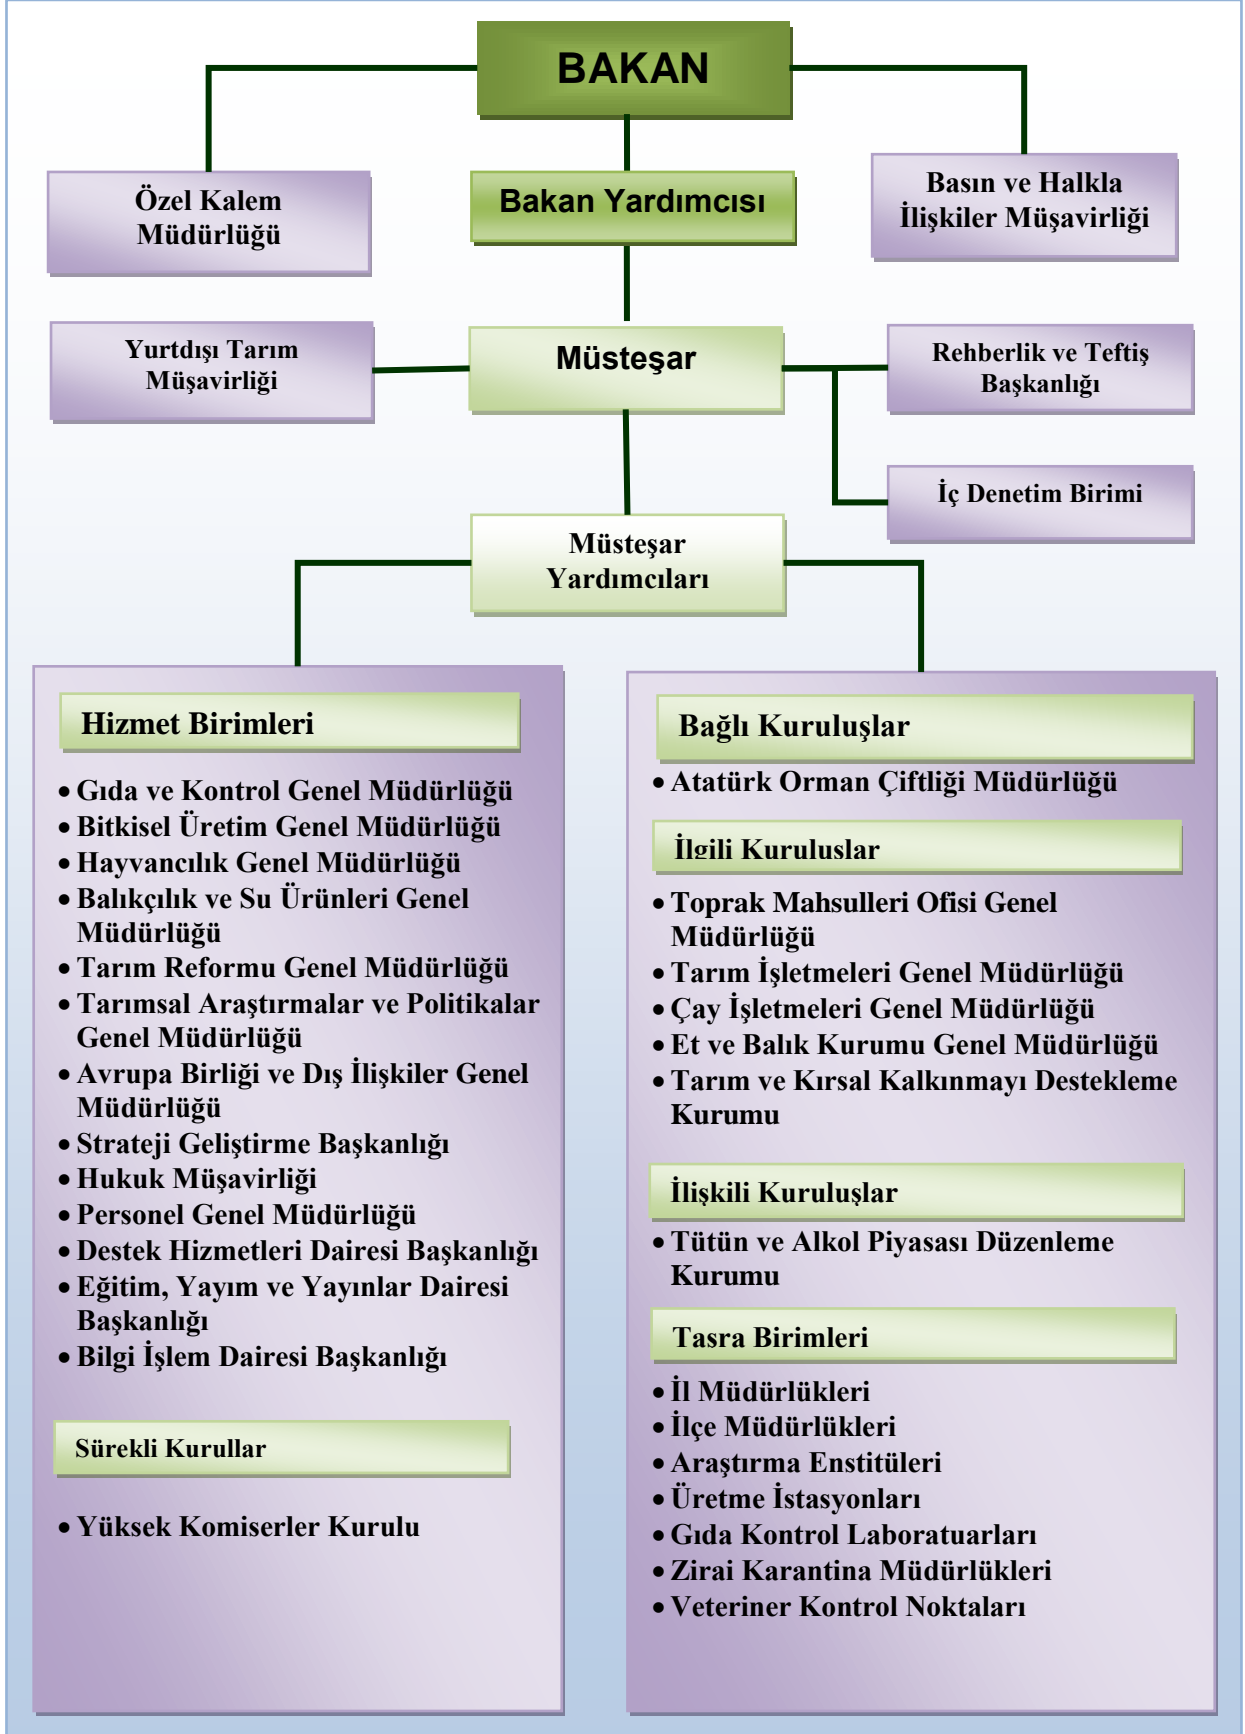 BAKAN
Özel Kalem
Müdürlüğü
Bakan Yardımcısı
Basın ve Halkla
İlişkiler Müşavirliği
Yurtdışı Tarım
Müşavirliği
Müsteşar
Rehberlik ve Teftiş
Başkanlığı
İç Denetim Birimi
Müsteşar
Yardımcıları
Hizmet Birimleri
• Gıda ve Kontrol Genel Müdürlüğü
• Bitkisel Üretim Genel Müdürlüğü
• Hayvancılık Genel Müdürlüğü
• Balıkçılık ve Su Ürünleri Genel
Müdürlüğü
• Tarım Reformu Genel Müdürlüğü
• Tarımsal Araştırmalar ve Politikalar
Genel Müdürlüğü
• Avrupa Birliği ve Dış İlişkiler Genel
Müdürlüğü
• Strateji Geliştirme Başkanlığı
• Hukuk Müşavirliği
• Personel Genel Müdürlüğü
• Destek Hizmetleri Dairesi Başkanlığı
• Eğitim, Yayım ve Yayınlar Dairesi
Başkanlığı
• Bilgi İşlem Dairesi Başkanlığı
Sürekli Kurullar
• Yüksek Komiserler Kurulu
Bağlı Kuruluşlar
• Atatürk Orman Çiftliği Müdürlüğü
İlgili Kuruluşlar
• Toprak Mahsulleri Ofisi Genel
Müdürlüğü
• Tarım İşletmeleri Genel Müdürlüğü
• Çay İşletmeleri Genel Müdürlüğü
• Et ve Balık Kurumu Genel Müdürlüğü
• Tarım ve Kırsal Kalkınmayı Destekleme
Kurumu
İlişkili Kuruluşlar
• Tütün ve Alkol Piyasası Düzenleme
Kurumu
Taşra Birimleri
• İl Müdürlükleri
• İlçe Müdürlükleri
• Araştırma Enstitüleri
• Üretme İstasyonları
• Gıda Kontrol Laboratuarları
• Zirai Karantina Müdürlükleri
• Veteriner Kontrol Noktaları